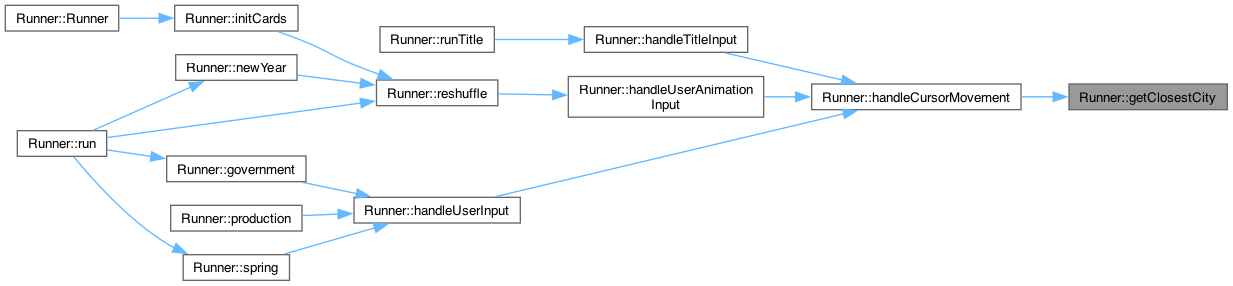 Runner::Runner
Runner::initCards
Runner::runTitle
Runner::handleTitleInput
Runner::newYear
Runner::reshuffle
Runner::handleUserAnimation
Input
Runner::handleCursorMovement
Runner::getClosestCity
Runner::run
Runner::government
Runner::production
Runner::handleUserInput
Runner::spring